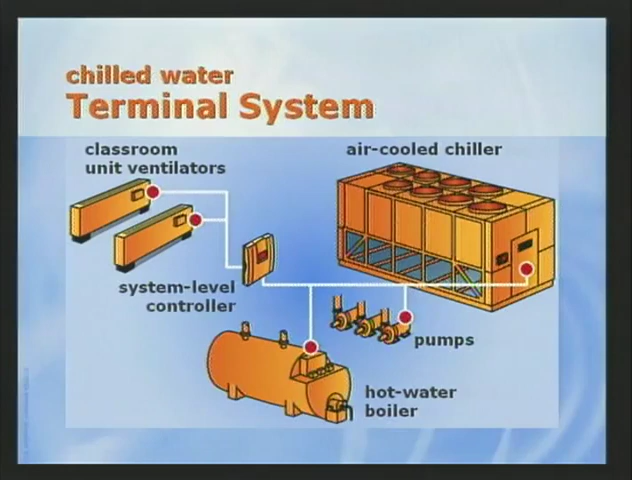 chilled water
Terminal System
classroom
unit ventilators
air-cooled chiller
system-level
controller
pumps
hot-water
boiler